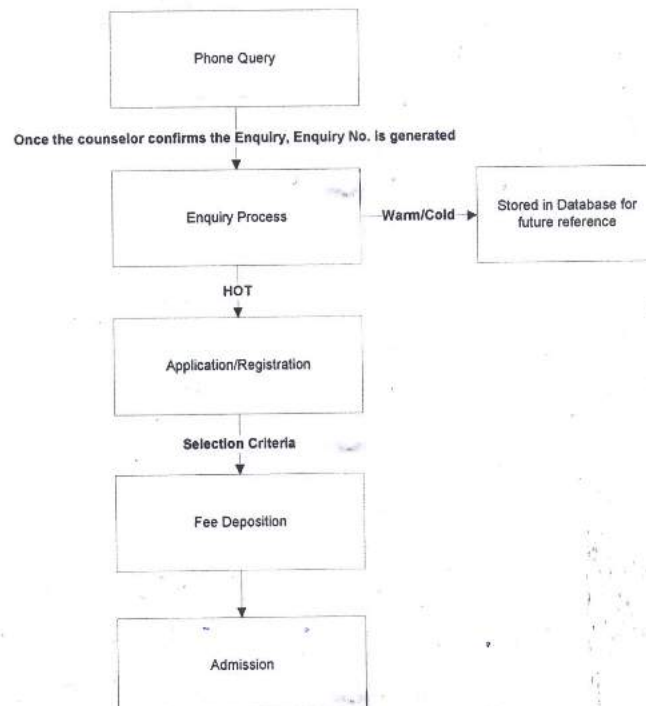 Phone Query
Once the counselor confirms the Enquiry, Enquiry No. is generated
Enquiry Process
Warm/Cold
Stored in Database for
future reference
HOT
Application/Registration
Selection Criteria
Fee Deposition
Admission